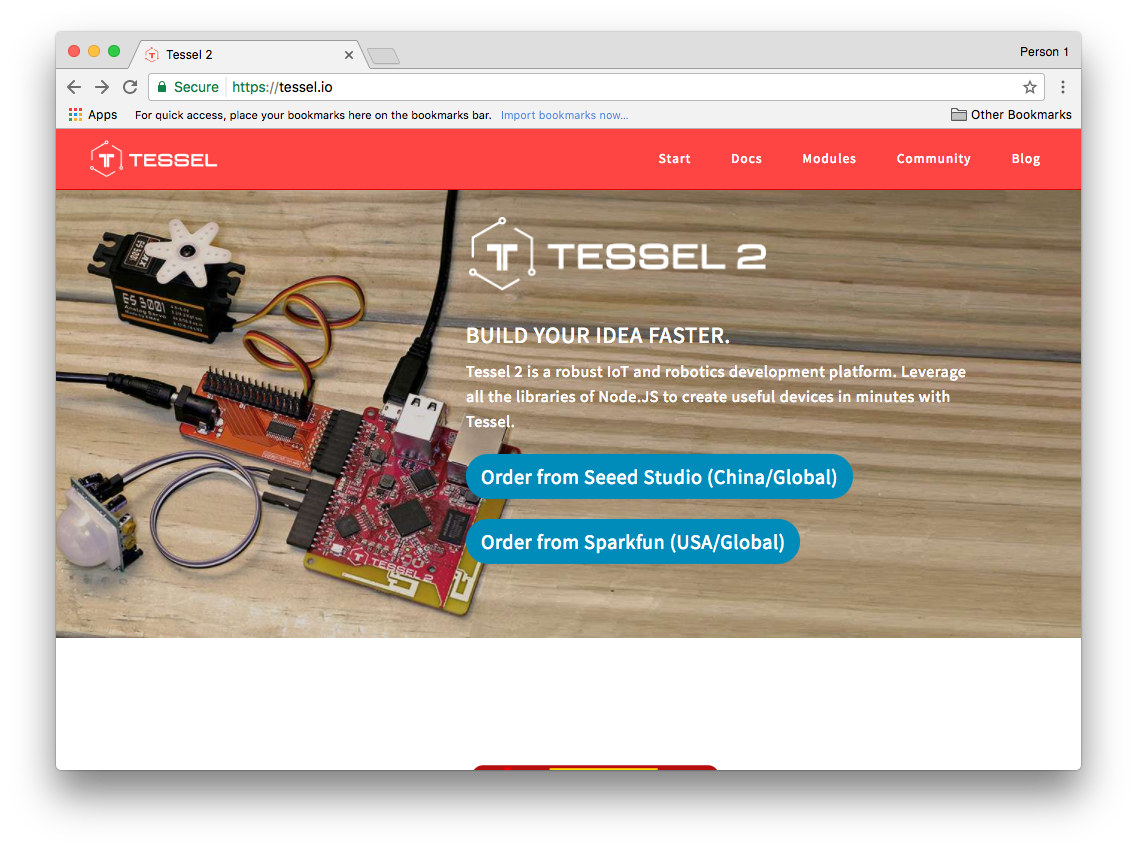 Tessel 2
Person 1
Secure https://tessel.io
Apps For quick access, place your bookmarks here on the bookmarks bar. Import bookmarks now... Other Bookmarks
T TESSEL Start Docs Modules Community Blog
T TESSEL 2
BUILD YOUR IDEA FASTER.
Tessel 2 is a robust IoT and robotics development platform. Leverage
all the libraries of Node.JS to create useful devices in minutes with
Tessel.
Order from Seeed Studio (China/Global)
Order from Sparkfun (USA/Global)
ES 3001
Analog Servo
TESSEL 2